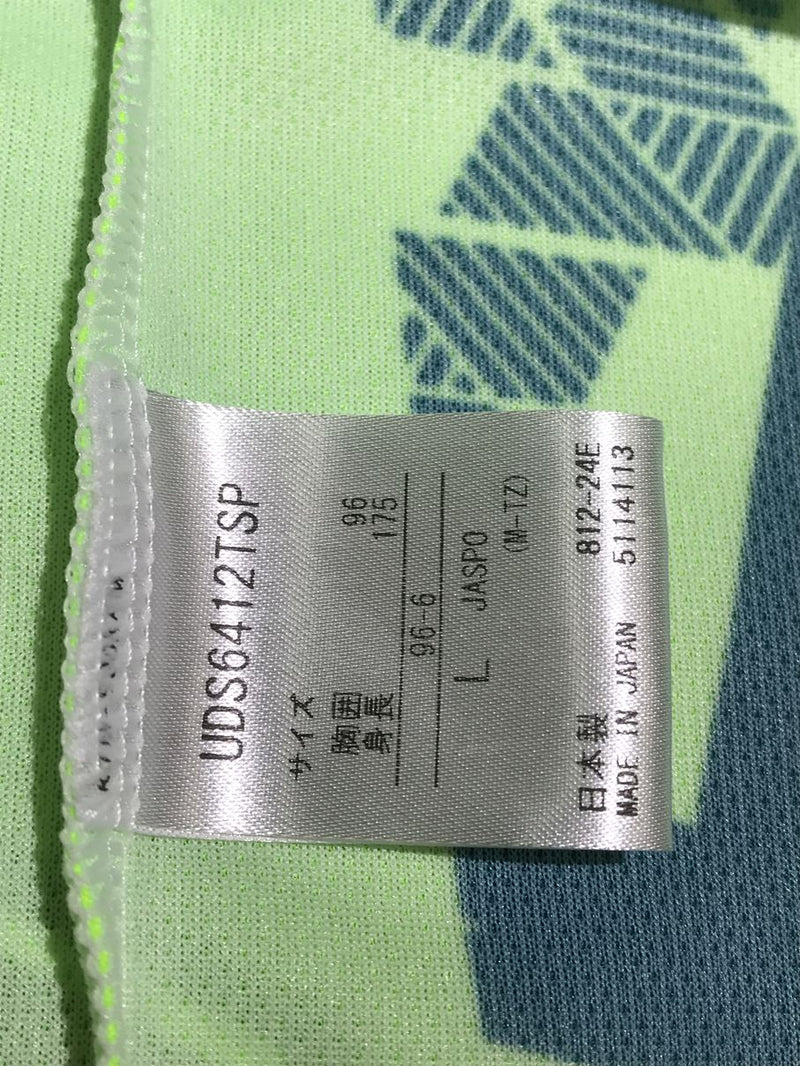 UDS6412TSP
サイズ
胸囲 96
身長 175
96-6
L JASPO
(M-TZ)
日本製 812-24E
MADE IN JAPAN 5114113